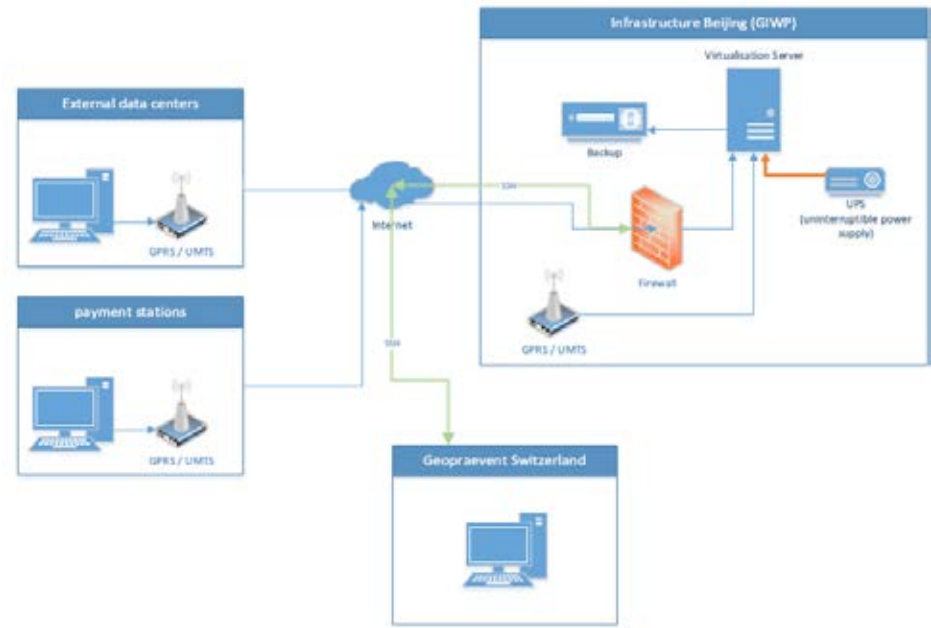 Infrastructure Beijing (GIWP)
Virtualisation Server
External data centers
Backup
UPS
(uninterruptible power
supply)
Internet
GPRS / UMTS
Firewall
payment stations
GPRS / UMTS
SSH
GPRS / UMTS
Geopraevent Switzerland